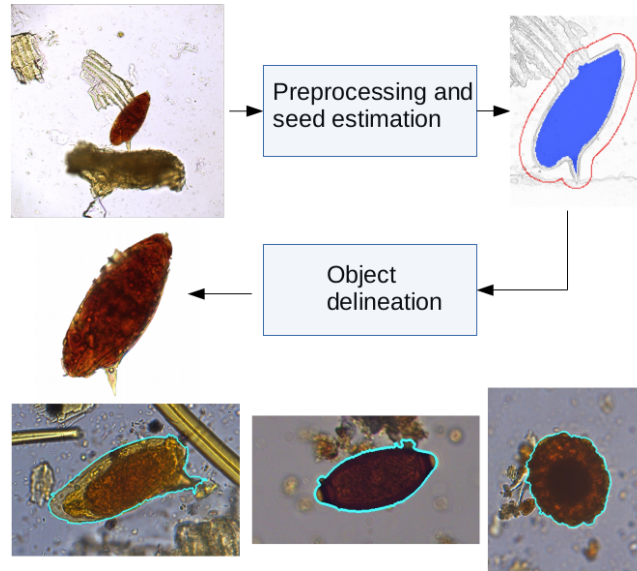 Preprocessing and
seed estimation
Object
delineation